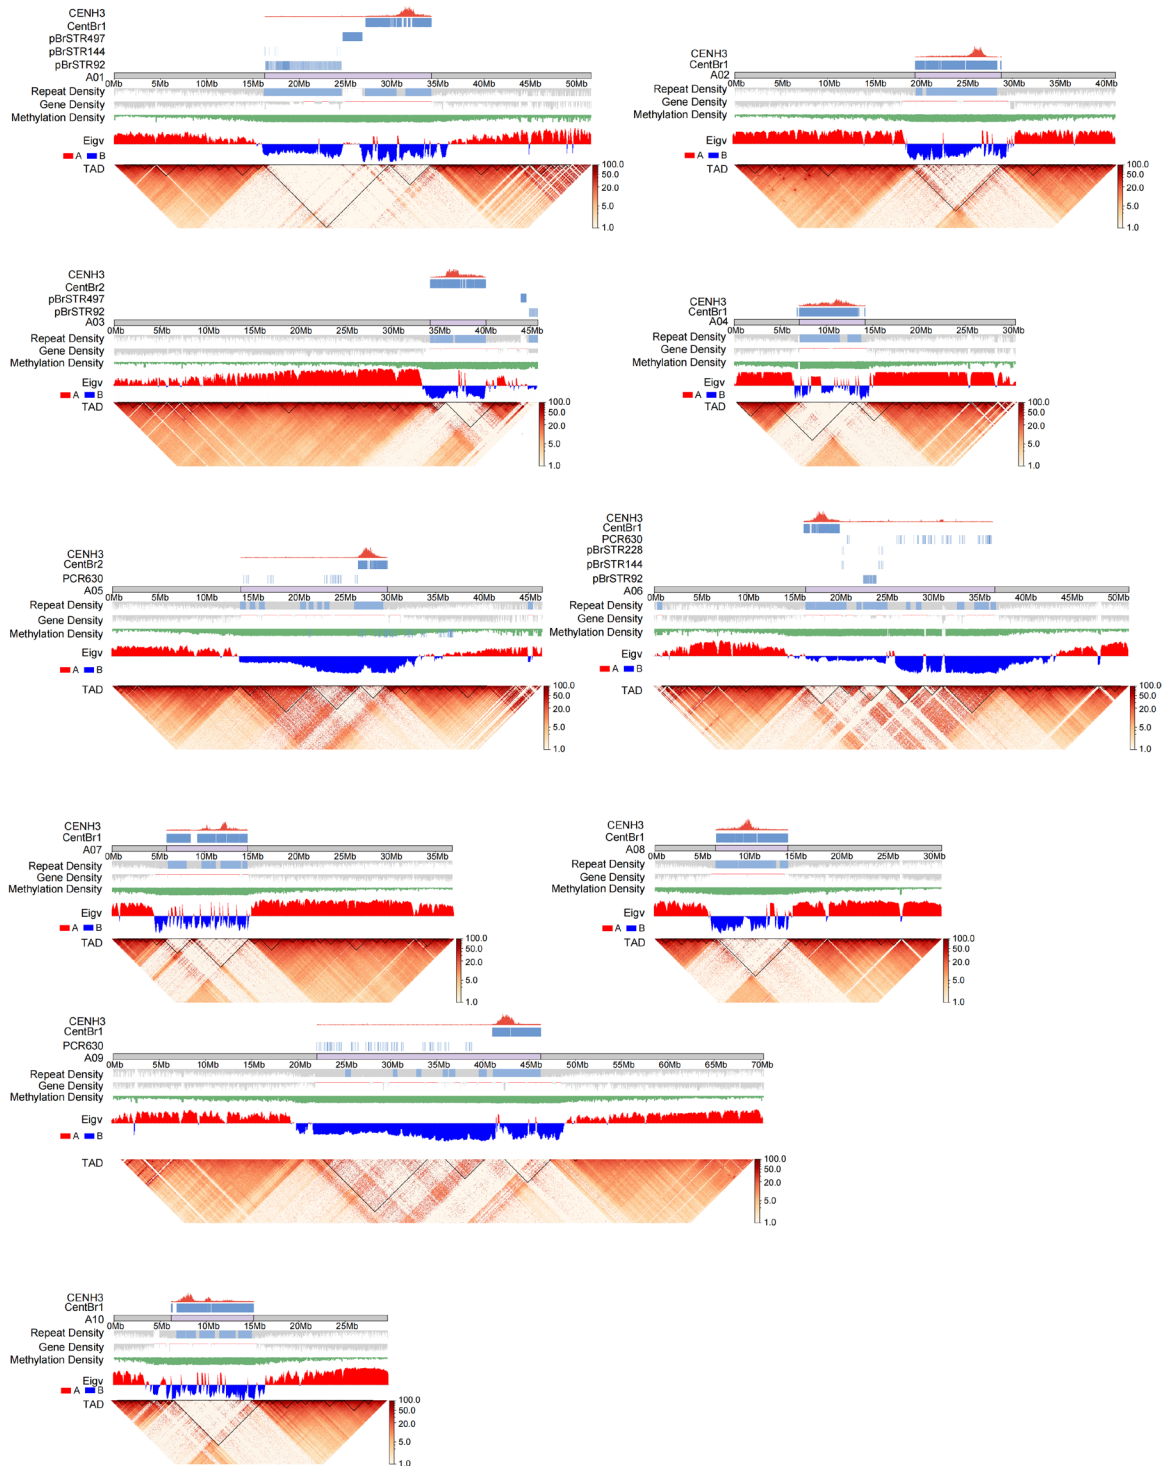 CENH3
CentBr1
pBrSTR497
pBrSTR144
pBrSTR92
A01
0Mb 5Mb 10Mb 15Mb 20Mb 25Mb 30Mb 35Mb 40Mb 45Mb 50Mb
Repeat Density
Gene Density
Methylation Density
Eigv
A B
TAD
100.0
50.0
20.0
5.0
1.0
CENH3
CentBr1
A02
0Mb 5Mb 10Mb 15Mb 20Mb 25Mb 30Mb 35Mb 40Mb
Repeat Density
Gene Density
Methylation Density
Eigv
A B
TAD
100.0
50.0
20.0
5.0
1.0
CENH3
CentBr2
pBrSTR497
pBrSTR92
A03
0Mb 5Mb 10Mb 15Mb 20Mb 25Mb 30Mb 35Mb 40Mb 45Mb
Repeat Density
Gene Density
Methylation Density
Eigv
A B
TAD
100.0
50.0
20.0
5.0
1.0
CENH3
CentBr1
A04
0Mb 5Mb 10Mb 15Mb 20Mb 25Mb 30Mb
Repeat Density
Gene Density
Methylation Density
Eigv
A B
TAD
100.0
50.0
20.0
5.0
1.0
CENH3
CentBr2
PCR630
A05
0Mb 5Mb 10Mb 15Mb 20Mb 25Mb 30Mb 35Mb 40Mb 45Mb
Repeat Density
Gene Density
Methylation Density
Eigv
A B
TAD
100.0
50.0
20.0
5.0
1.0
CENH3
CentBr1
PCR630
pBrSTR228
pBrSTR144
pBrSTR92
A06
0Mb 5Mb 10Mb 15Mb 20Mb 25Mb 30Mb 35Mb 40Mb 45Mb 50Mb
Repeat Density
Gene Density
Methylation Density
Eigv
A B
TAD
100.0
50.0
20.0
5.0
1.0
CENH3
CentBr1
A07
0Mb 5Mb 10Mb 15Mb 20Mb 25Mb 30Mb 35Mb
Repeat Density
Gene Density
Methylation Density
Eigv
A B
TAD
100.0
50.0
20.0
5.0
1.0
CENH3
CentBr1
A08
0Mb 5Mb 10Mb 15Mb 20Mb 25Mb 30Mb
Repeat Density
Gene Density
Methylation Density
Eigv
A B
TAD
100.0
50.0
20.0
5.0
1.0
CENH3
CentBr1
PCR630
A09
0Mb 5Mb 10Mb 15Mb 20Mb 25Mb 30Mb 35Mb 40Mb 45Mb 50Mb 55Mb 60Mb 65Mb 70Mb
Repeat Density
Gene Density
Methylation Density
Eigv
A B
TAD
100.0
50.0
20.0
5.0
1.0
CENH3
CentBr1
A10
0Mb 5Mb 10Mb 15Mb 20Mb 25Mb
Repeat Density
Gene Density
Methylation Density
Eigv
A B
TAD
100.0
50.0
20.0
5.0
1.0